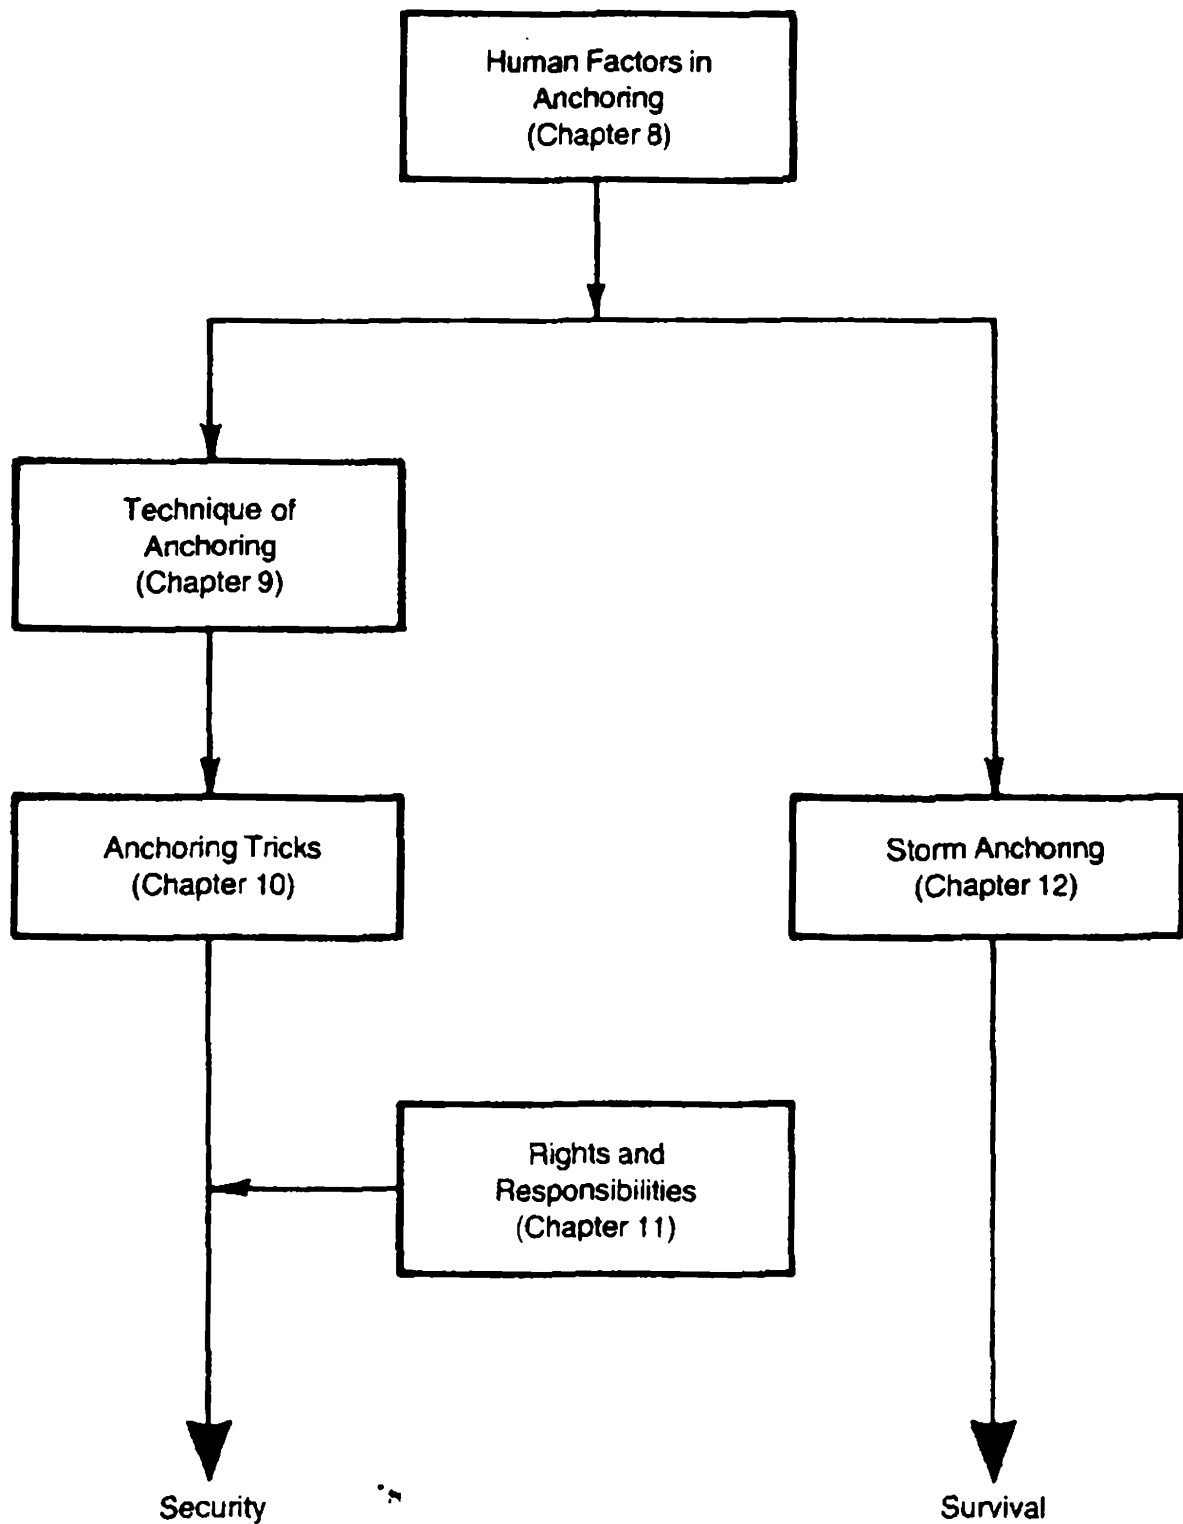 Human Factors in
Anchoring
(Chapter 8)
Technique of
Anchoring
(Chapter 9)
Anchoring Tricks
(Chapter 10)
Storm Anchoring
(Chapter 12)
Rights and
Responsibilities
(Chapter 11)
Security
Survival